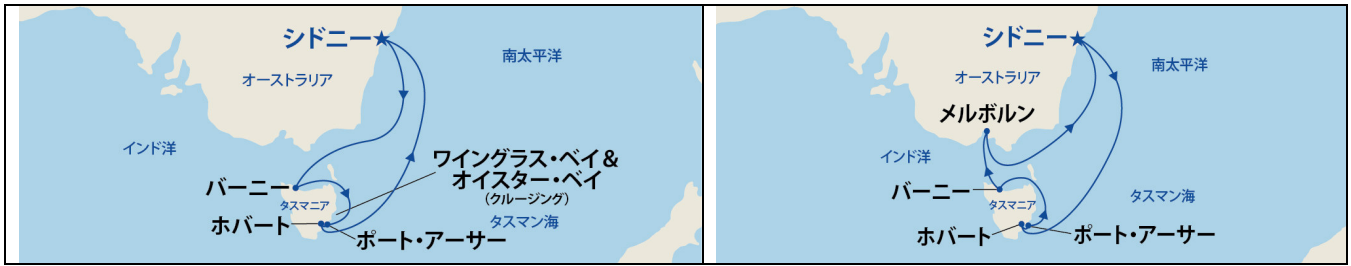 シドニー
南太平洋
オーストラリア
インド洋
ワイングラス・ベイ&
オイスター・ベイ
(クルージング)
バーニー
タスマニア
ホバート
タスマン海
ポート・アーサー
シドニー
南太平洋
オーストラリア
メルボルン
インド洋
バーニー
タスマン海
タスマニア
ホバート
ポート・アーサー